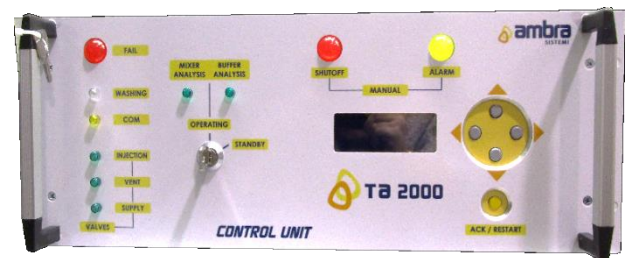 ambra
SISTEMI
FAIL
MIXER
ANALYSIS
BUFFER
ANALYSIS
SHUTOFF
ALARM
MANUAL
WASHING
COM
OPERATING
STANDBY
INJECTION
VENT
SUPPLY
VALVES
Ta 2000
CONTROL UNIT
ACK / RESTART